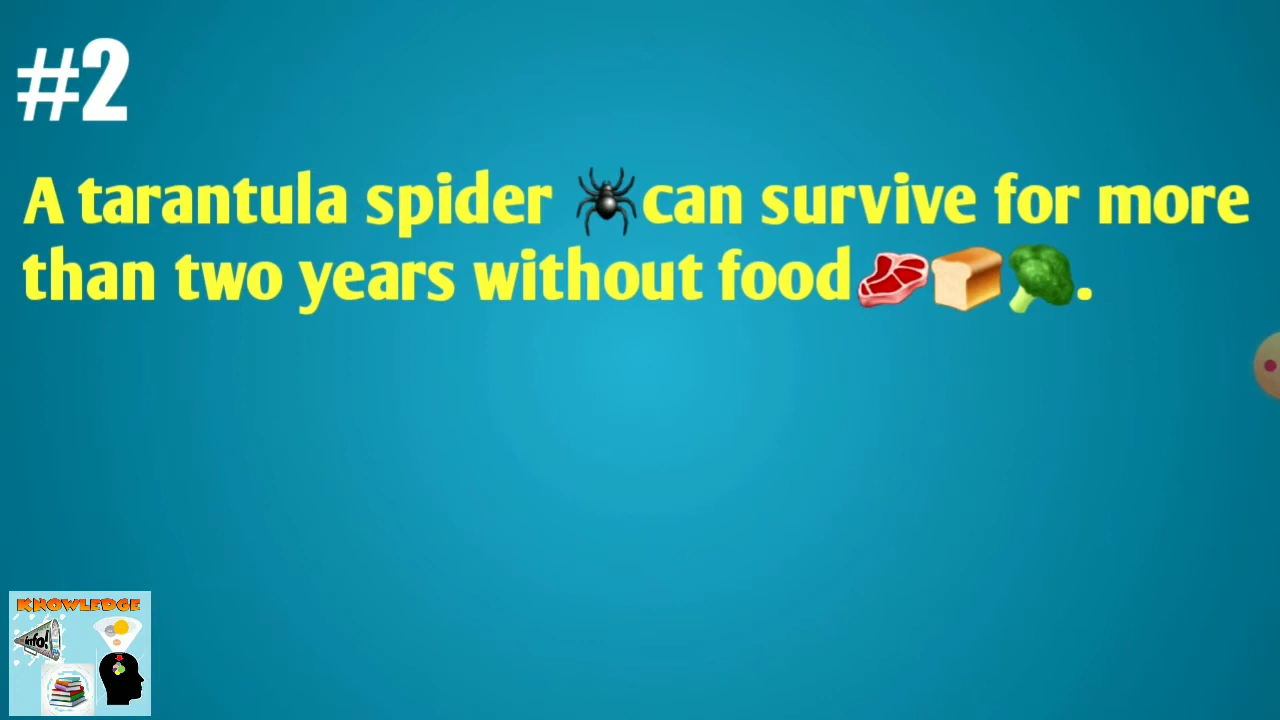 #2
A tarantula spider 🕷can survive for more
than two years without food🥩🍞🥦.
KNOWLEDGE
info!